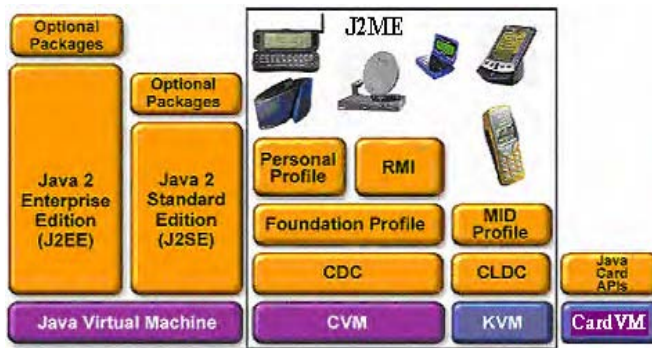 Optional
Packages
J2ME
Optional
Packages
Java 2
Enterprise
Edition
(J2EE)
Java 2
Standard
Edition
(J2SE)
Personal
Profile
RMI
Foundation Profile
MID
Profile
CDC
CLDC
Java
Card
APIs
Java Virtual Machine
CVM
KVM
CardVM